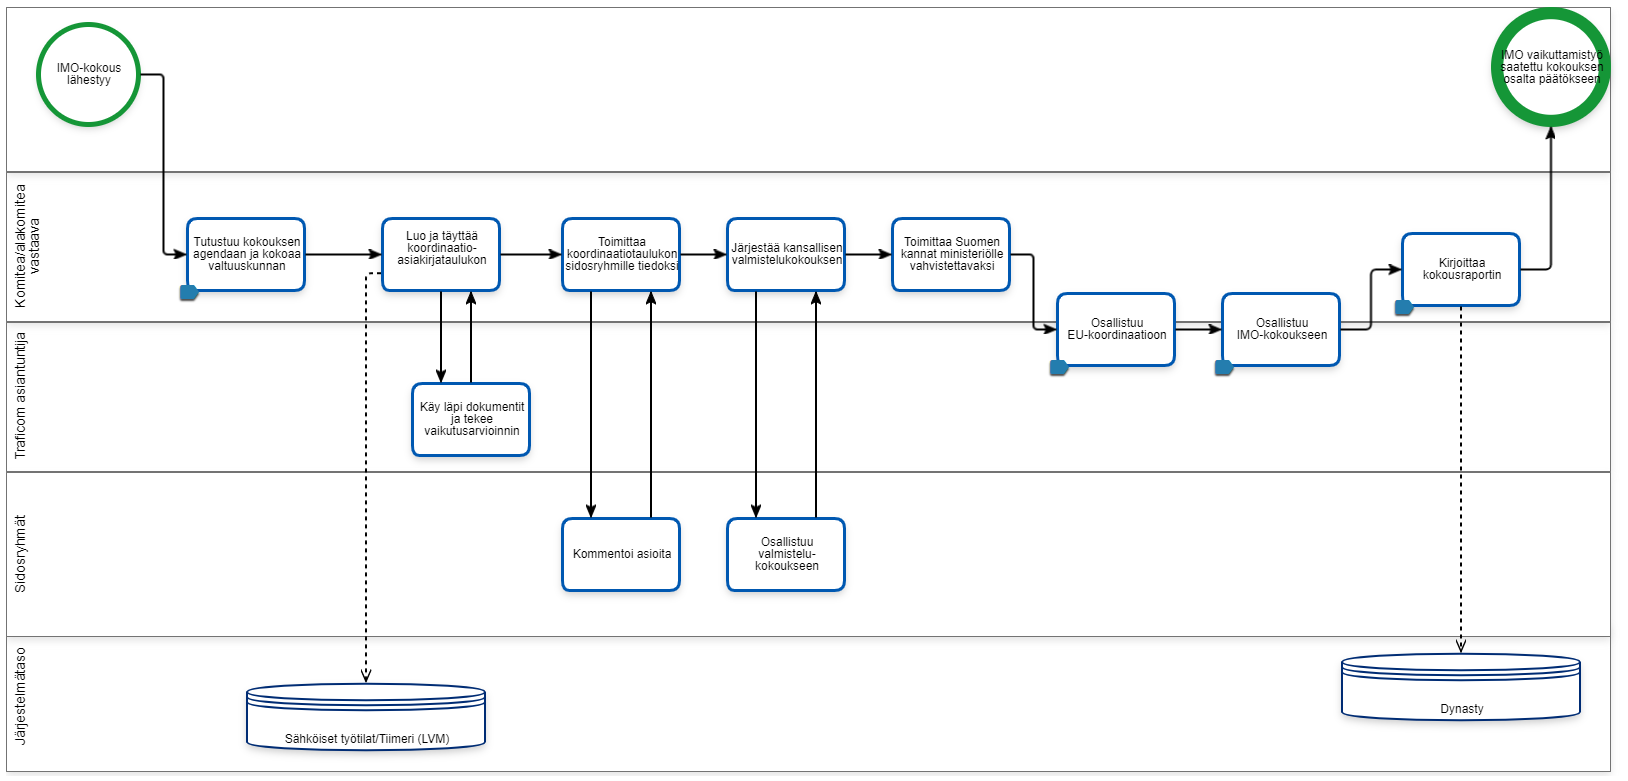 IMO-kokous
lähestyy
IMO vaikuttamistyö
saatettu kokouksen
osalta päätökseen
Komitea/alakomitea
vastaava
Tutustuu kokouksen
agendaan ja kokoaa
valtuuskunnan
Luo ja täyttää
koordinaatio-
asiakirjataulukon
Toimittaa
koordinaatiotaulukon
sidosryhmille tiedoksi
Järjestää kansallisen
valmistelukokouksen
Toimittaa Suomen
kannat ministeriölle
vahvistettavaksi
Osallistuu
EU-koordinaatioon
Osallistuu
IMO-kokoukseen
Kirjoittaa
kokousraportin
Traficom asiantuntija
Käy läpi dokumentit
ja tekee
vaikutusarvioinnin
Sidosryhmät
Kommentoi asioita
Osallistuu
valmistelu-
kokoukseen
Järjestelmätaso
Sähköiset työtilat/Tiimeri (LVM)
Dynasty